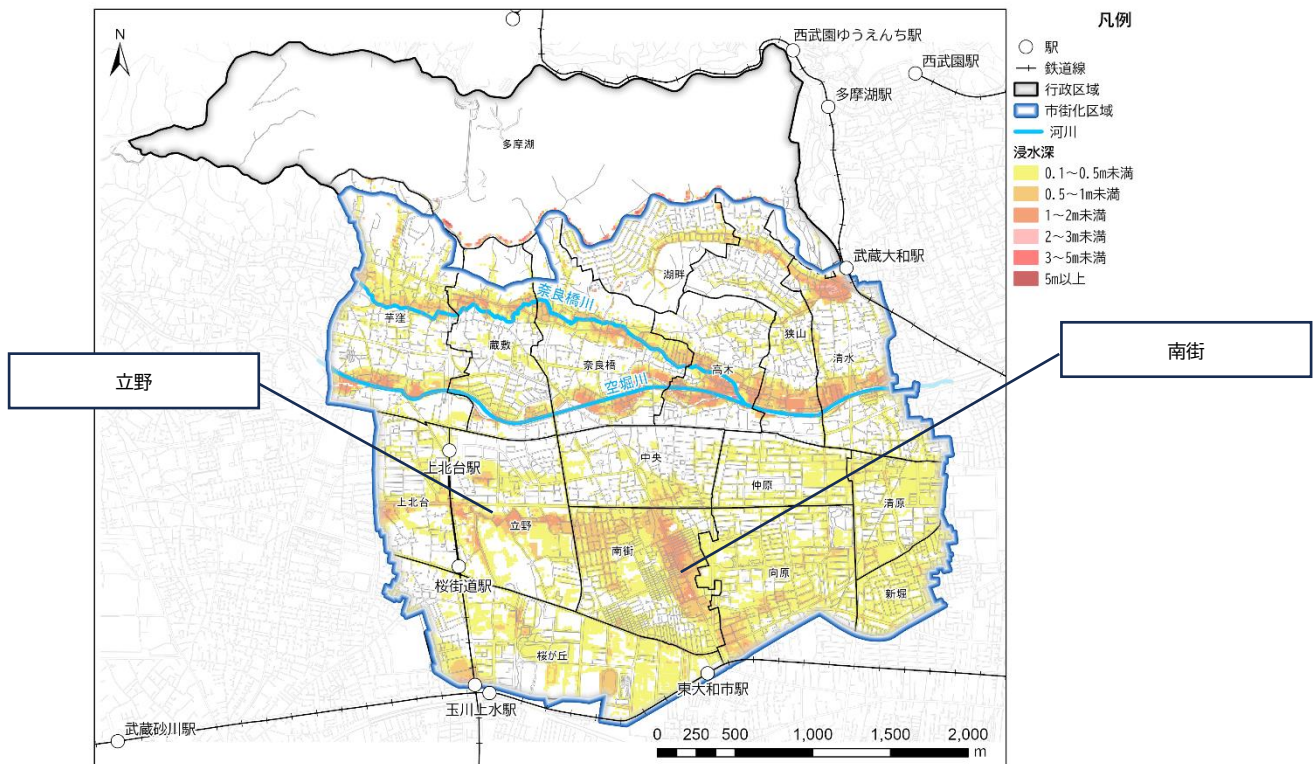 N
西武園ゆうえんち駅
西武園駅
多摩湖駅
多摩湖
武蔵大和駅
湖畔
奈良橋川
芋窪
蔵敷
狭山
清水
奈良橋
高木
空堀川
立野
南街
中央
上北台駅
仲原
上北台
清原
立野
南街
向原
桜街道駅
新堀
桜が丘
東大和市駅
玉川上水駅
武蔵砂川駅
0 250 500 1,000 1,500 2,000
m
凡例
駅
鉄道線
行政区域
市街化区域
河川
浸水深
0.1～0.5m未満
0.5～1m未満
1～2m未満
2～3m未満
3～5m未満
5m以上